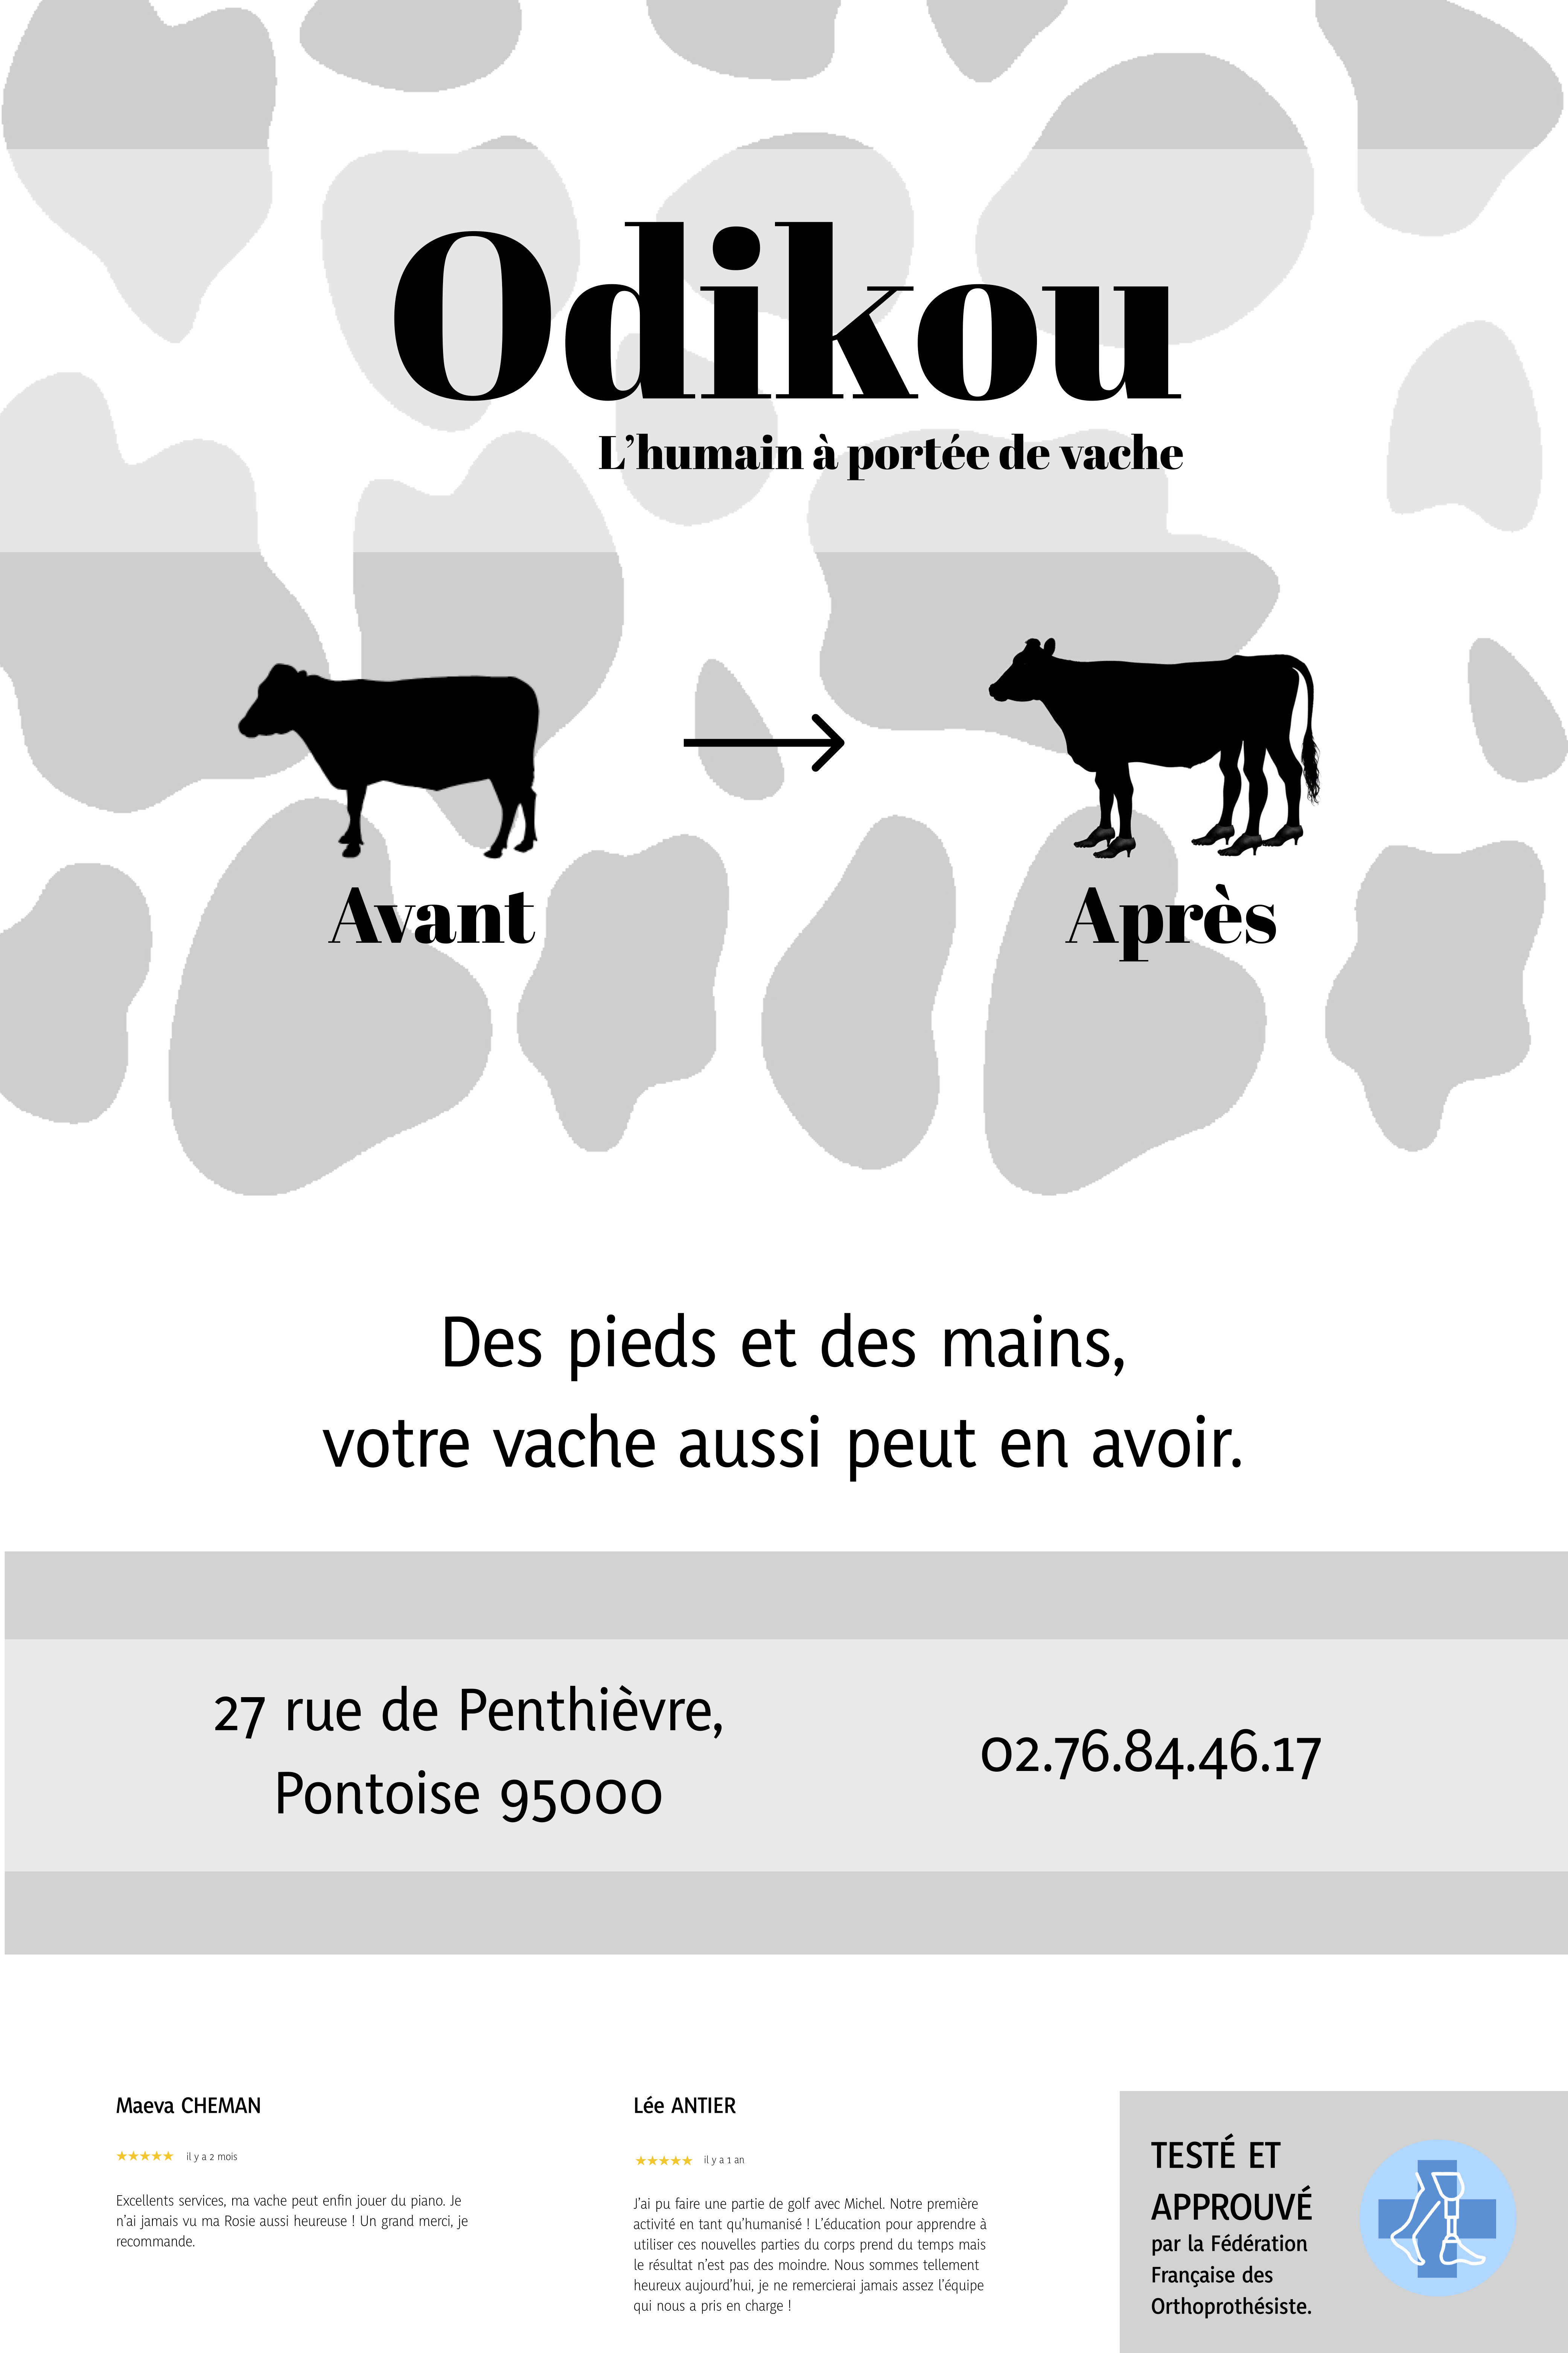 Odikou
L’humain à portée de vache
Avant
Après
Des pieds et des mains,
votre vache aussi peut en avoir.
27 rue de Penthièvre,
Pontoise 95000
02.76.84.46.17
Maeva CHEMAN
★★★★★ il y a 2 mois
Excellents services, ma vache peut enfin jouer du piano. Je
n’ai jamais vu ma Rosie aussi heureuse ! Un grand merci, je
recommande.
Lée ANTIER
★★★★★ il y a 1 an
J’ai pu faire une partie de golf avec Michel. Notre première
activité en tant qu’humanisé ! L’éducation pour apprendre à
utiliser ces nouvelles parties du corps prend du temps mais
le résultat n’est pas des moindre. Nous sommes tellement
heureux aujourd’hui, je ne remercierai jamais assez l’équipe
qui nous a pris en charge !
TESTÉ ET
APPROUVÉ
par la Fédération
Française des
Orthoprothésiste.